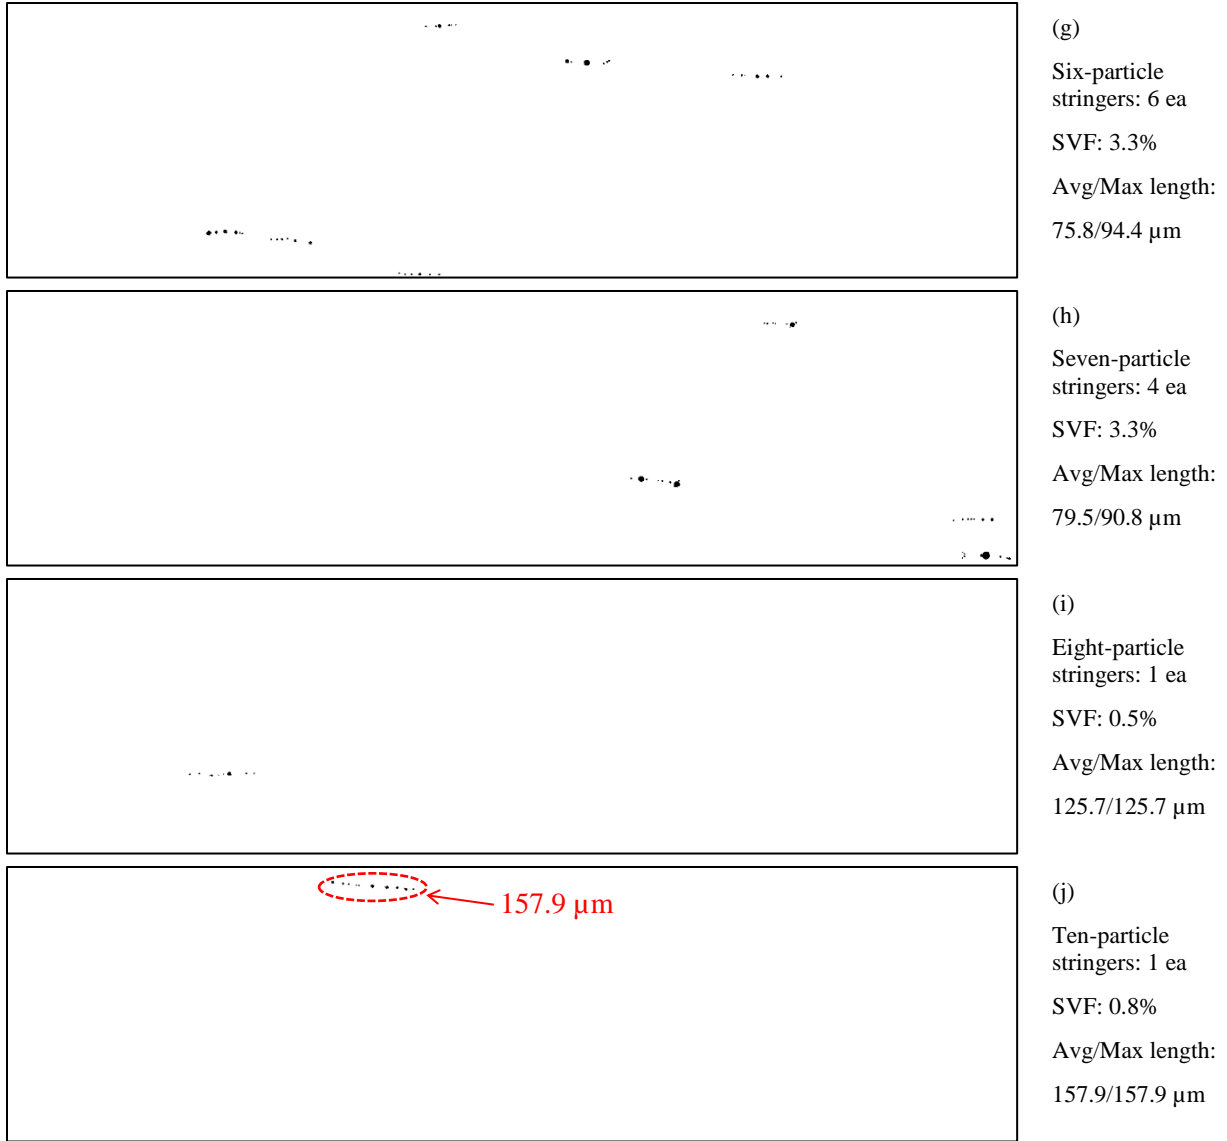 (g)
Six-particle
stringers: 6 ea
SVF: 3.3%
Avg/Max length:
75.8/94.4 µm
(h)
Seven-particle
stringers: 4 ea
SVF: 3.3%
Avg/Max length:
79.5/90.8 µm
(i)
Eight-particle
stringers: 1 ea
SVF: 0.5%
Avg/Max length:
125.7/125.7 µm
157.9 µm
(j)
Ten-particle
stringers: 1 ea
SVF: 0.8%
Avg/Max length:
157.9/157.9 µm